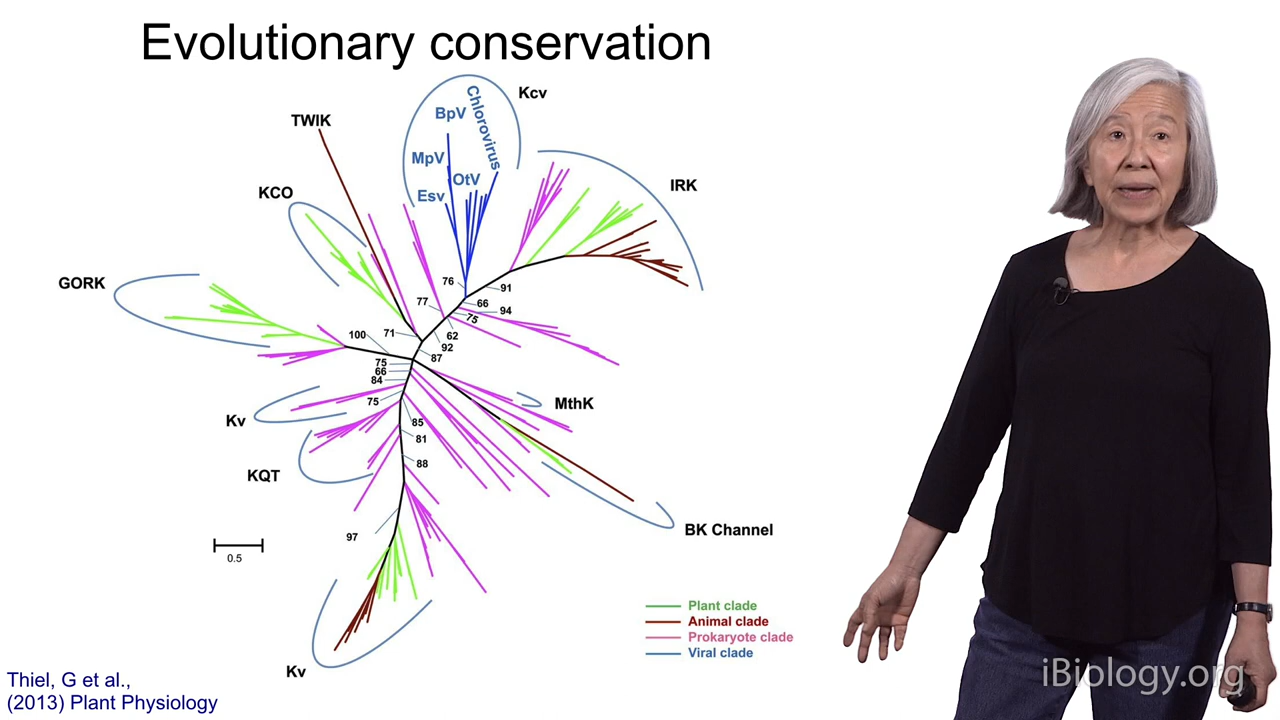 Evolutionary conservation
Kcv
Chlorovirus
BpV
TWIK
MpV
OtV
Esv
IRK
KCO
GORK
76
91
77
66
94
75
100
71
62
92
87
75
66
84
75
MthK
Kv
85
81
KQT
88
BK Channel
97
0.5
Plant clade
Animal clade
Prokaryote clade
Viral clade
Kv
Thiel, G et al.,
(2013) Plant Physiology
iBiology.org